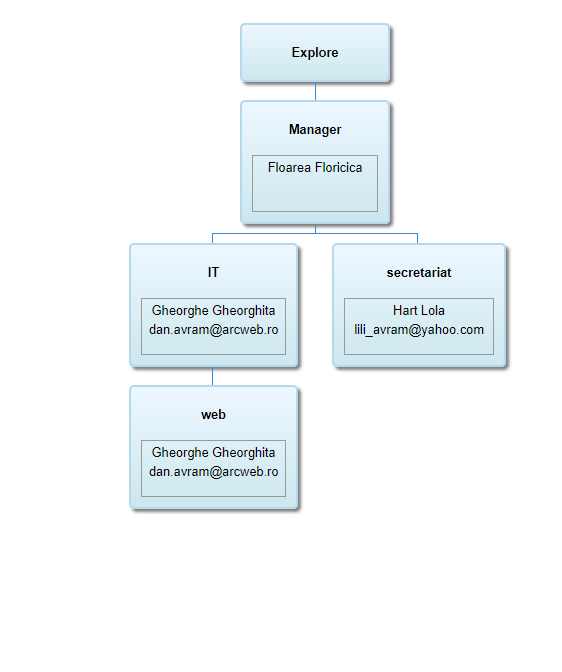 Explore
Manager
Floarea Floricica
IT
Gheorghe Gheorghita
dan.avram@arcweb.ro
secretariat
Hart Lola
lili_avram@yahoo.com
web
Gheorghe Gheorghita
dan.avram@arcweb.ro